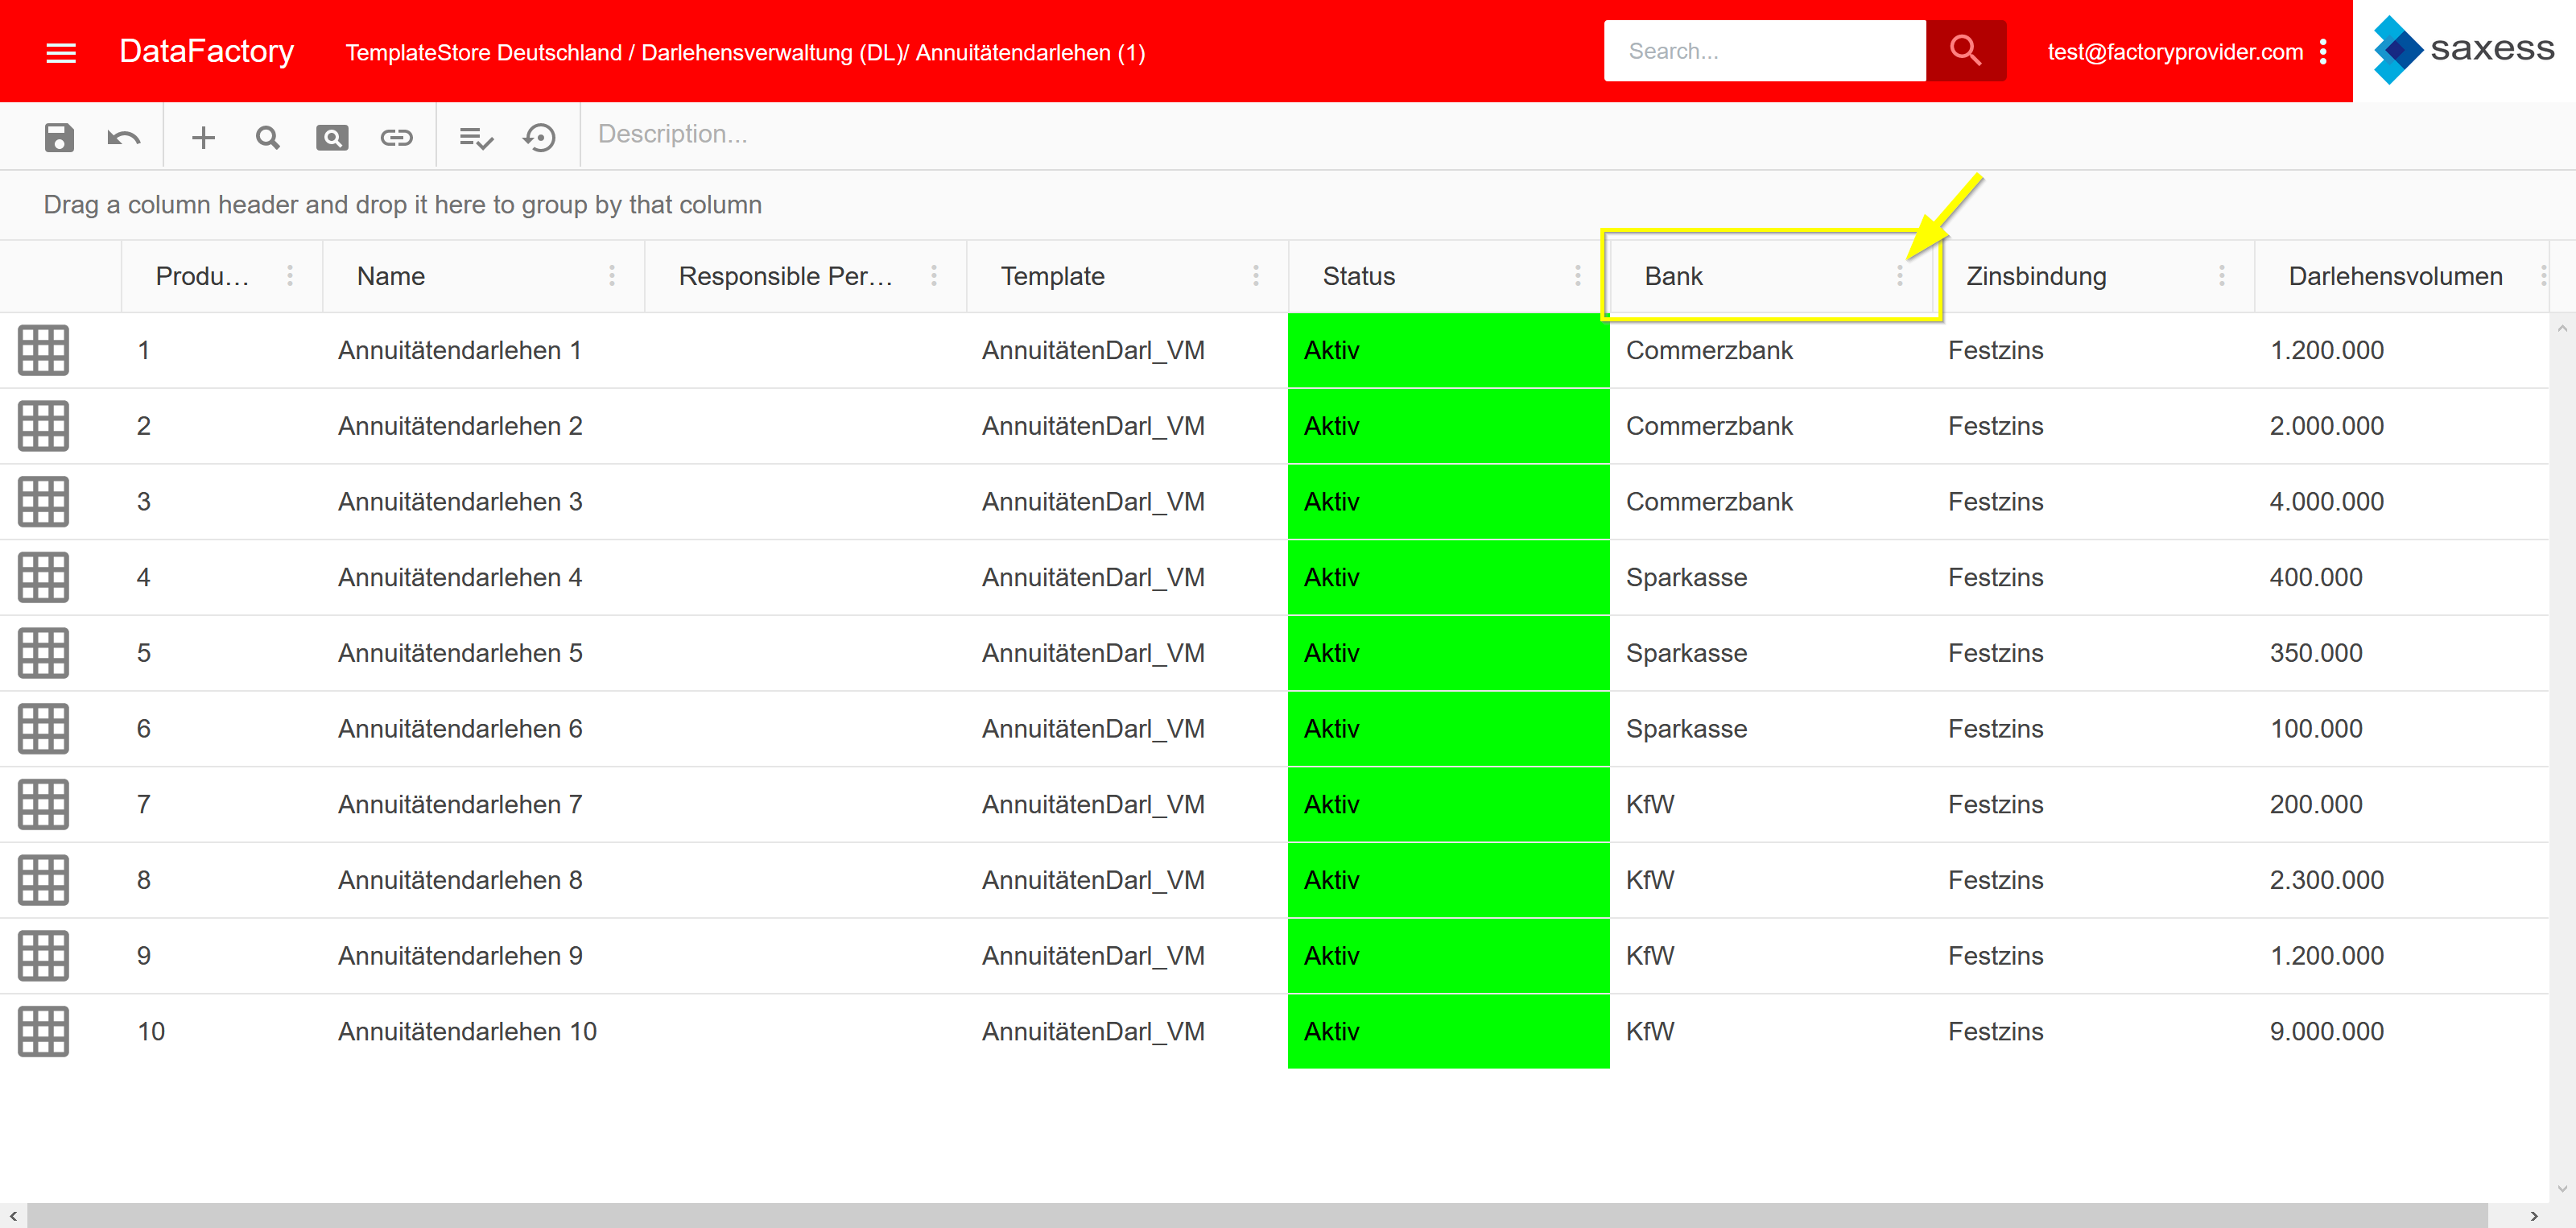 DataFactory TemplateStore Deutschland / Darlehensverwaltung (DL)/ Annuitätendarlehen (1) Search... test@factoryprovider.com saxess
Description...
Drag a column header and drop it here to group by that column
Produ... Name Responsible Per... Template Status Bank Zinsbindung Darlehensvolumen
1 Annuitätendarlehen 1 AnnuitätenDarl_VM Aktiv Commerzbank Festzins 1.200.000
2 Annuitätendarlehen 2 AnnuitätenDarl_VM Aktiv Commerzbank Festzins 2.000.000
3 Annuitätendarlehen 3 AnnuitätenDarl_VM Aktiv Commerzbank Festzins 4.000.000
4 Annuitätendarlehen 4 AnnuitätenDarl_VM Aktiv Sparkasse Festzins 400.000
5 Annuitätendarlehen 5 AnnuitätenDarl_VM Aktiv Sparkasse Festzins 350.000
6 Annuitätendarlehen 6 AnnuitätenDarl_VM Aktiv Sparkasse Festzins 100.000
7 Annuitätendarlehen 7 AnnuitätenDarl_VM Aktiv KfW Festzins 200.000
8 Annuitätendarlehen 8 AnnuitätenDarl_VM Aktiv KfW Festzins 2.300.000
9 Annuitätendarlehen 9 AnnuitätenDarl_VM Aktiv KfW Festzins 1.200.000
10 Annuitätendarlehen 10 AnnuitätenDarl_VM Aktiv KfW Festzins 9.000.000